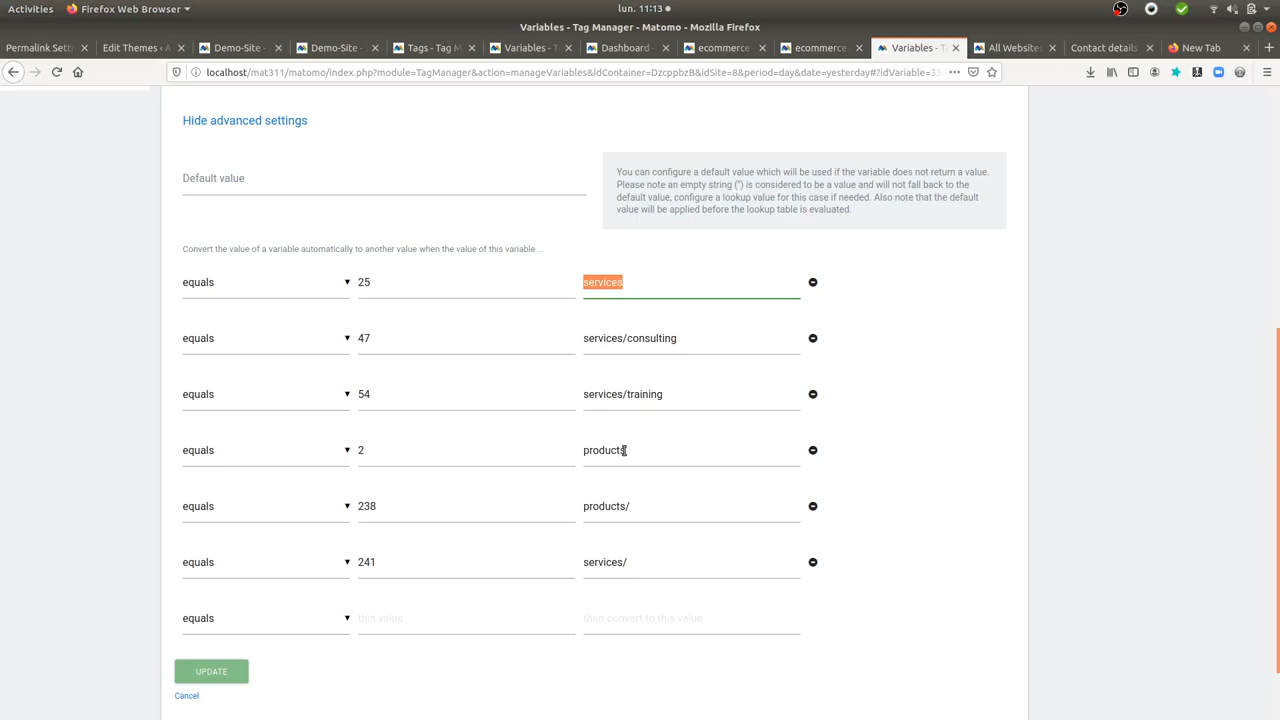 Activities
Firefox Web Browser
lun. 11:13
Variables - Tag Manager - Matomo - Mozilla Firefox
Permalink Setti
Edit Themes ‹ A
Demo-Site -
Demo-Site -
Tags - Tag M
Variables - T
Dashboard -
ecommerce
ecommerce
Variables - T
All Websites
Contact details
New Tab
localhost/mat311/matomo/index.php?module=TagManager&action=manageVariables&idContainer=DzcppbzB&idSite=8&period=day&date=yesterday#?idVariable=33
Hide advanced settings
Default value
You can configure a default value which will be used if the variable does not return a value.
Please note an empty string (") is considered to be a value and will not fall back to the
default value, configure a lookup value for this case if needed. Also note that the default
value will be applied before the lookup table is evaluated.
Convert the value of a variable automatically to another value when the value of this variable ...
equals 25 services
equals 47 services/consulting
equals 54 services/training
equals 2 products
equals 238 products/
equals 241 services/
equals this value then convert to this value
UPDATE
Cancel